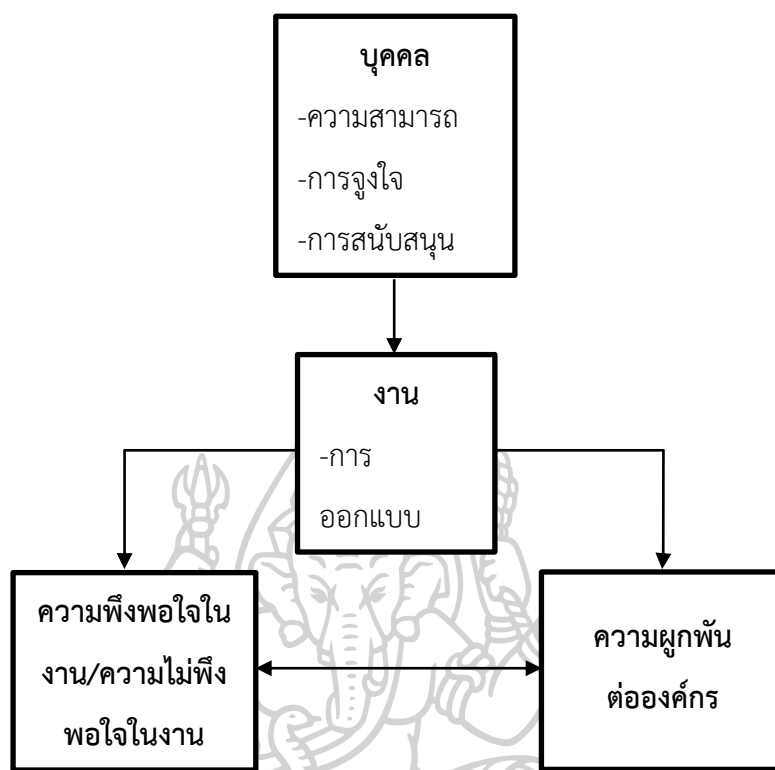 บุคคล
-ความสามารถ
-การจูงใจ
-การสนับสนุน
งาน
-การ
ออกแบบ
ความพึงพอใจใน
งาน/ความไม่พึง
พอใจในงาน
ความผูกพัน
ต่อองค์กร